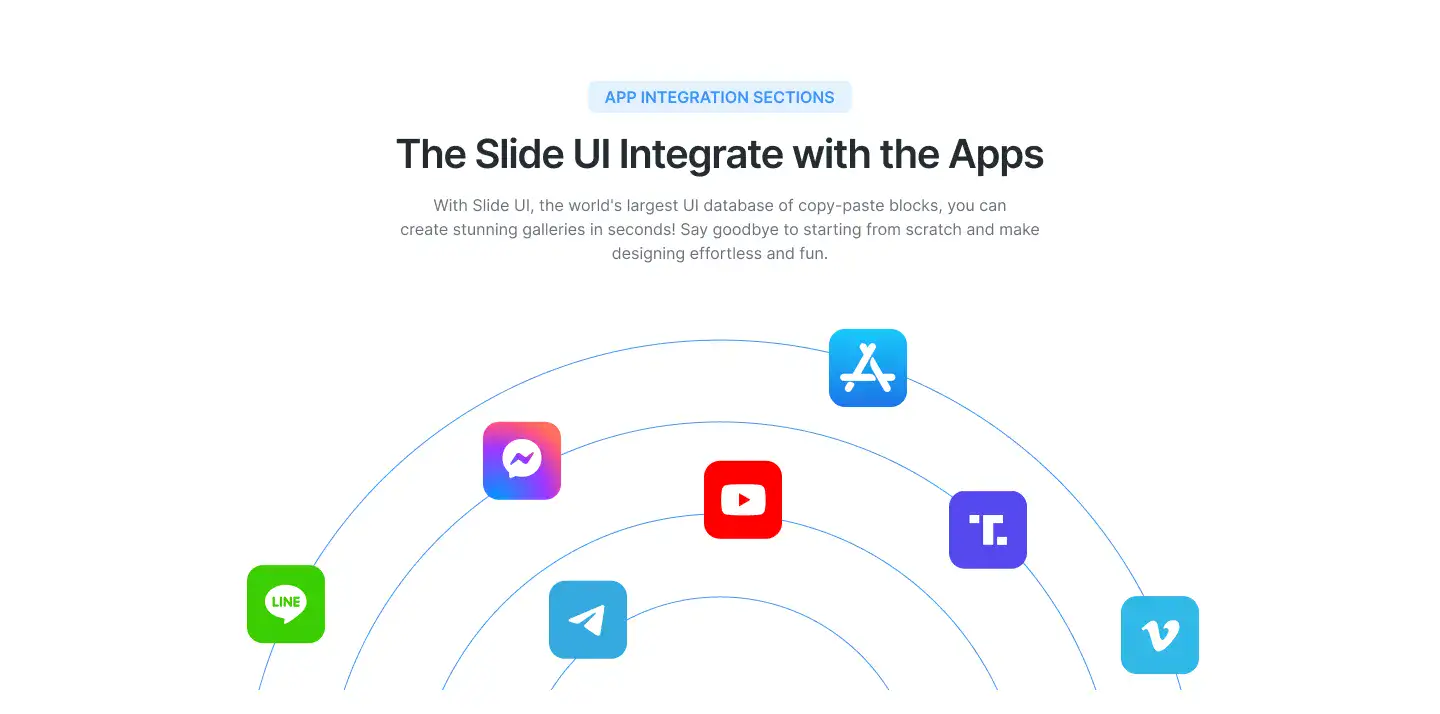 APP INTEGRATION SECTIONS
The Slide UI Integrate with the Apps
With Slide UI, the world's largest UI database of copy-paste blocks, you can
create stunning galleries in seconds! Say goodbye to starting from scratch and make
designing effortless and fun.
LINE